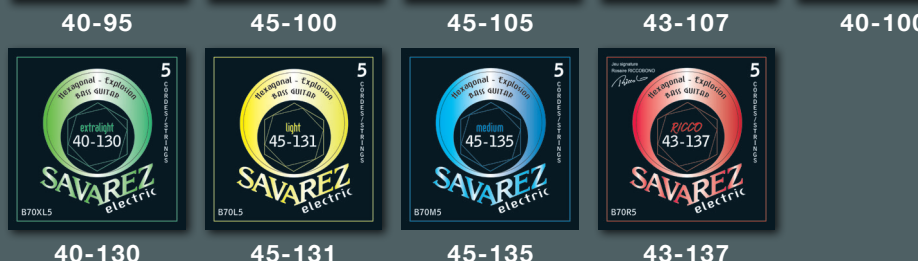 40-95
45-100
45-105
43-107
40-100
5
CORDES/STRINGS
Hexagonal - Explosion
BASS GUITAR
extralight
40-130
SAVAREZ
electric
B70XL5
5
CORDES/STRINGS
Hexagonal - Explosion
BASS GUITAR
light
45-131
SAVAREZ
electric
B70L5
5
CORDES/STRINGS
Hexagonal - Explosion
BASS GUITAR
medium
45-135
SAVAREZ
electric
B70M5
Jeu signature
Rosano RICCOBONO
5
CORDES/STRINGS
Hexagonal - Explosion
BASS GUITAR
RICCO
43-137
SAVAREZ
electric
B70R5
40-130
45-131
45-135
43-137